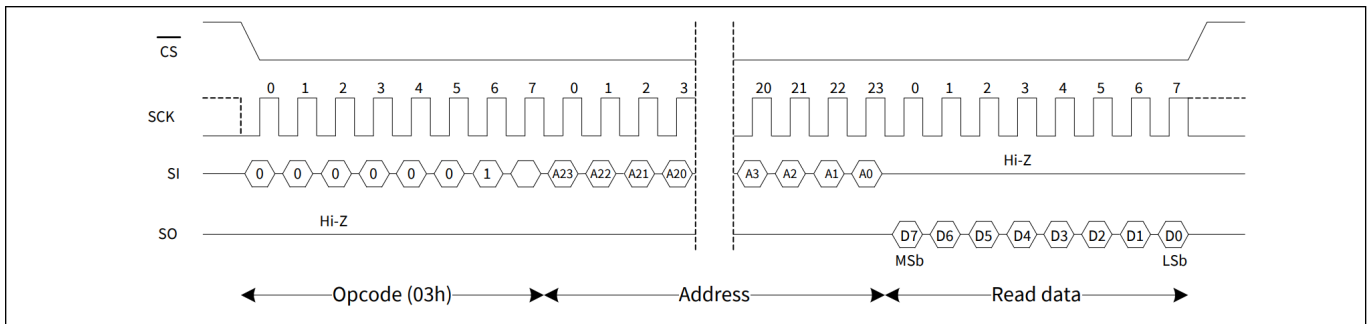 CS
0 1 2 3 4 5 6 7 0 1 2 3 20 21 22 23 0 1 2 3 4 5 6 7
SCK
Hi-Z
SI 0 0 0 0 0 0 1 A23 A22 A21 A20 A3 A2 A1 A0
Hi-Z
SO D7 D6 D5 D4 D3 D2 D1 D0
MSb LSb
Opcode (03h) Address Read data